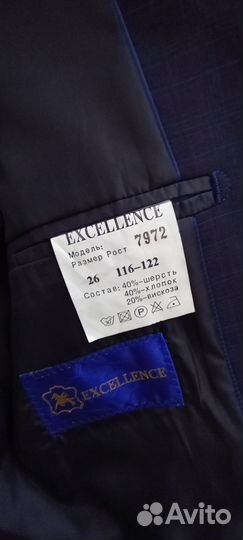 EXCELLENCE
Модель: 7972
Размер Рост
26 116-122
Состав: 40%-шерсть
40%-хлопок
20%-вискоза
EXCELLENCE
Avito